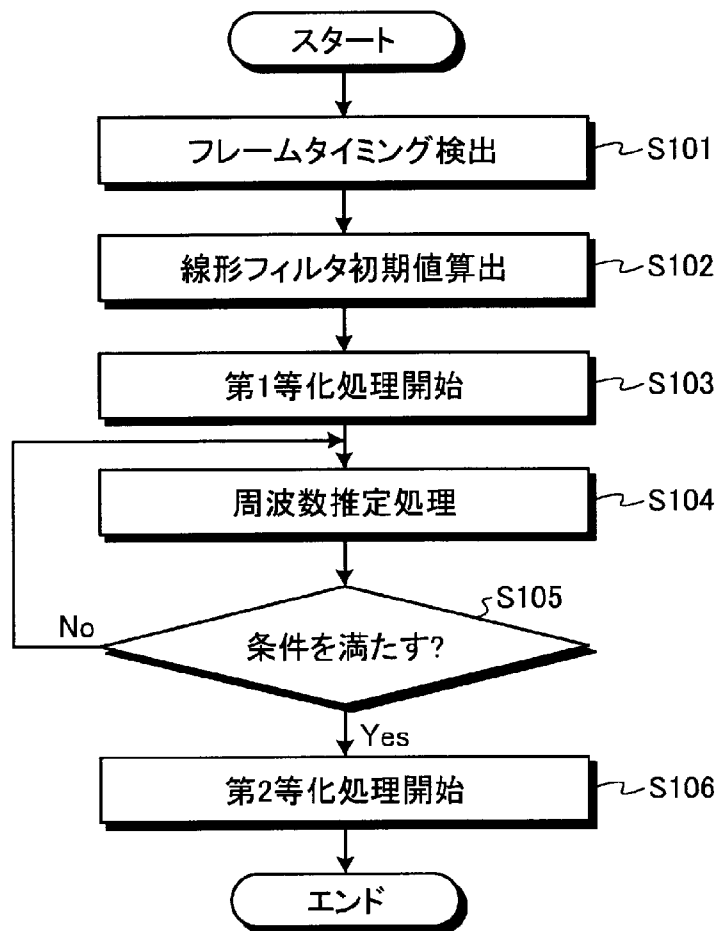 スタート
フレームタイミング検出
S101
線形フィルタ初期値算出
S102
第1等化処理開始
S103
周波数推定処理
S104
S105
条件を満たす?
No
Yes
第2等化処理開始
S106
エンド